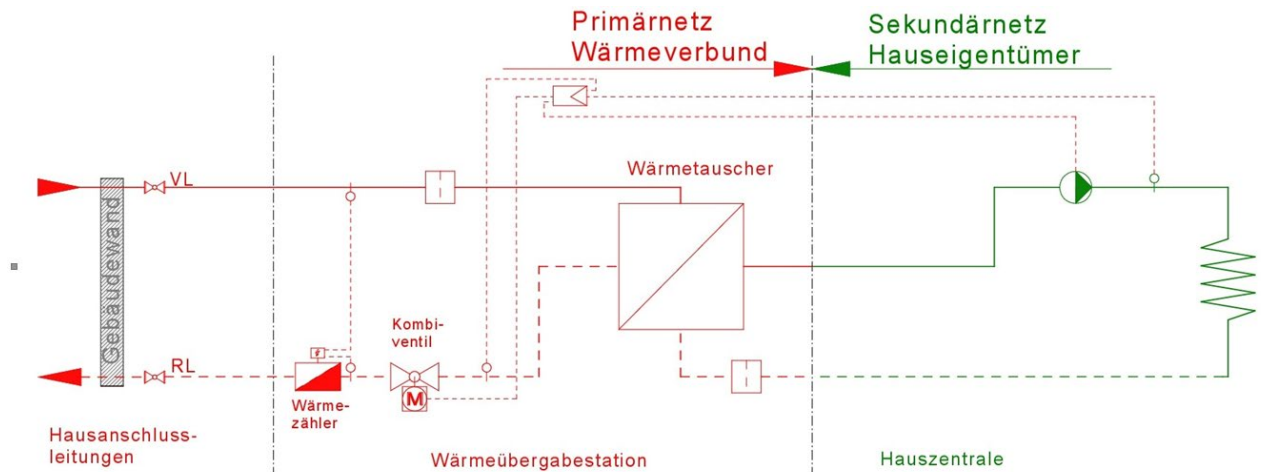 Primärnetz
Wärmeverbund
Sekundärnetz
Hauseigentümer
Wärmetauscher
VL
Gebäudewand
Kombi-
ventil
RL
M
Wärme-
zähler
Hausanschluss-
leitungen
Wärmeübergabestation
Hauszentrale